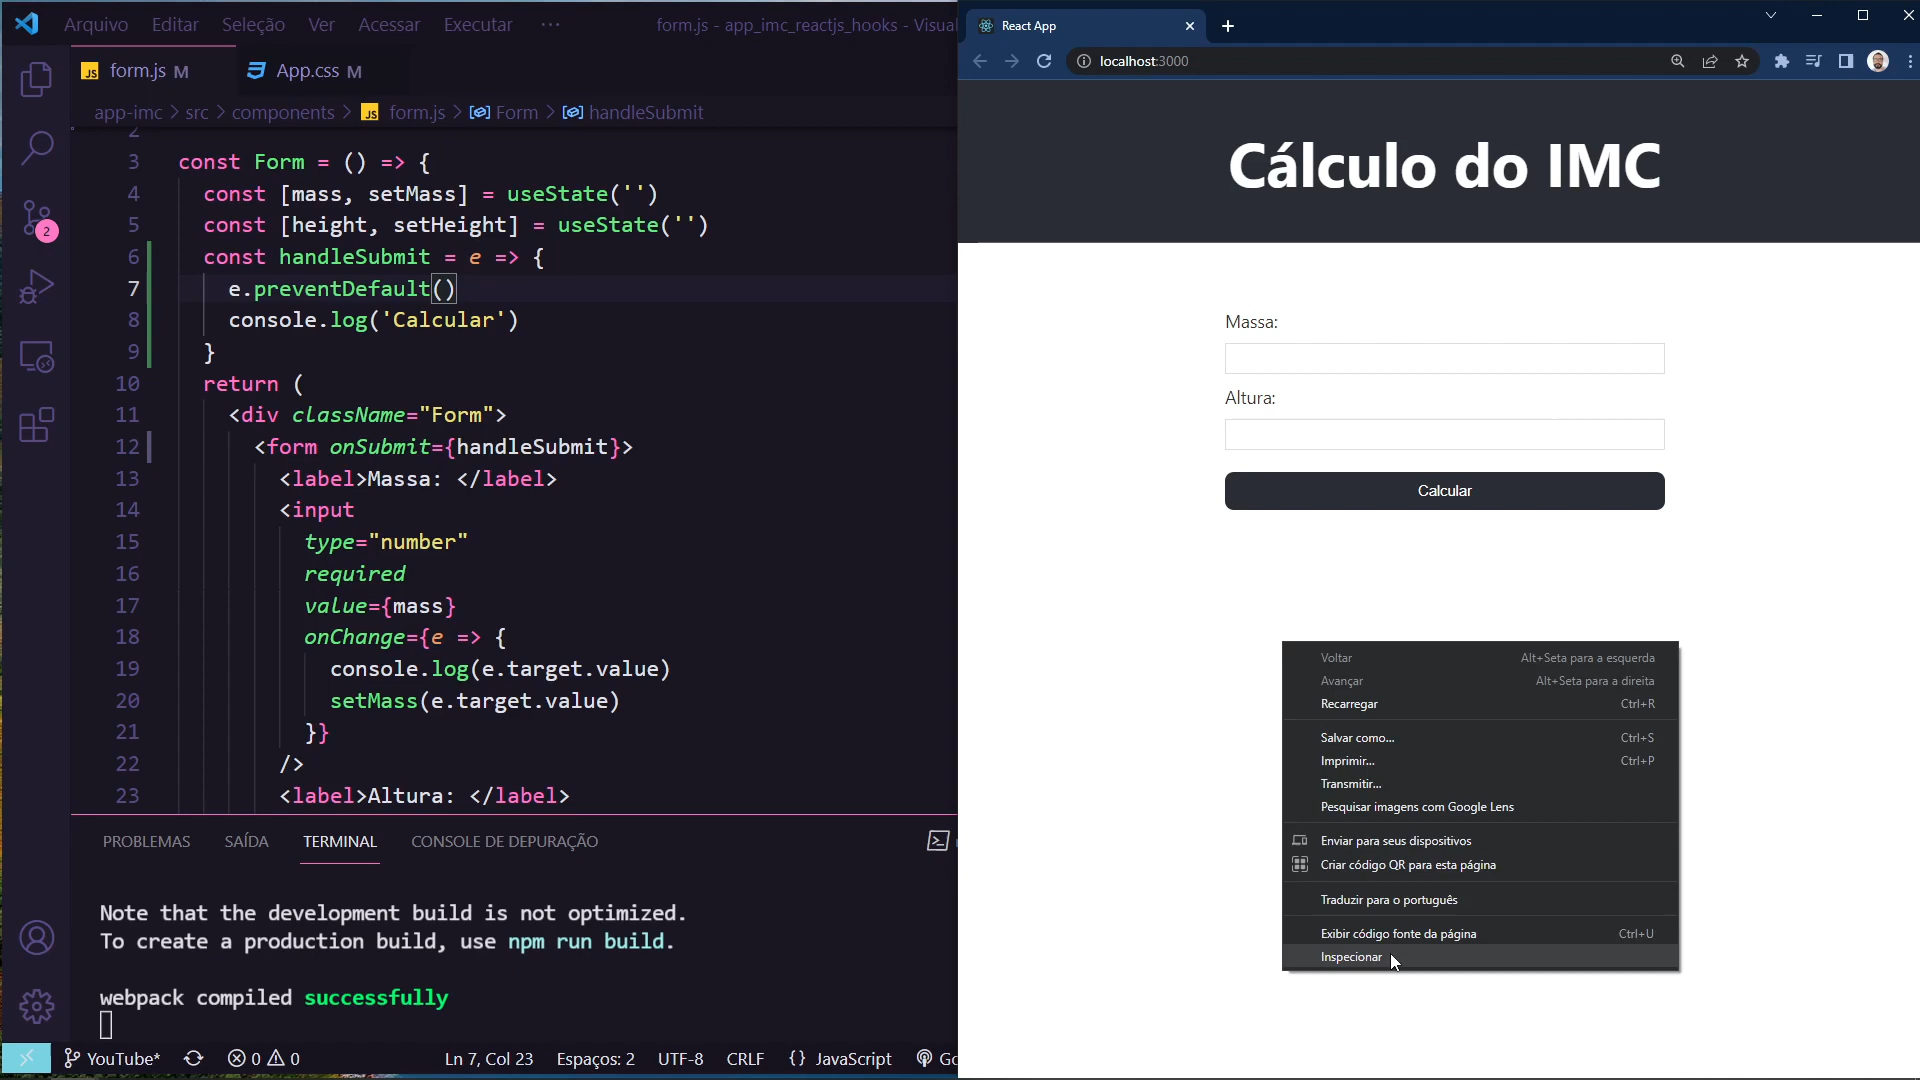 Arquivo Editar Seleção Ver Acessar Executar ··· form.js - app_imc_reactjs_hooks - Visual
JS form.js M App.css M
app-imc > src > components > JS form.js > Form > handleSubmit
2
3 const Form = () => {
4 const [mass, setMass] = useState('')
5 const [height, setHeight] = useState('')
6 const handleSubmit = e => {
7 e.preventDefault()
8 console.log('Calcular')
9 }
10 return (
11 <div className="Form">
12 <form onSubmit={handleSubmit}>
13 <label>Massa: </label>
14 <input
15 type="number"
16 required
17 value={mass}
18 onChange={e => {
19 console.log(e.target.value)
20 setMass(e.target.value)
21 }}
22 />
23 <label>Altura: </label>
2
PROBLEMAS SAÍDA TERMINAL CONSOLE DE DEPURAÇÃO
Note that the development build is not optimized.
To create a production build, use npm run build.
webpack compiled successfully
YouTube* 0 0 Ln 7, Col 23 Espaços: 2 UTF-8 CRLF {} JavaScript Go
React App
localhost:3000
Cálculo do IMC
Massa:
Altura:
Calcular
Voltar Alt+Seta para a esquerda
Avançar Alt+Seta para a direita
Recarregar Ctrl+R
Salvar como... Ctrl+S
Imprimir... Ctrl+P
Transmitir...
Pesquisar imagens com Google Lens
Enviar para seus dispositivos
Criar código QR para esta página
Traduzir para o português
Exibir código fonte da página Ctrl+U
Inspecionar